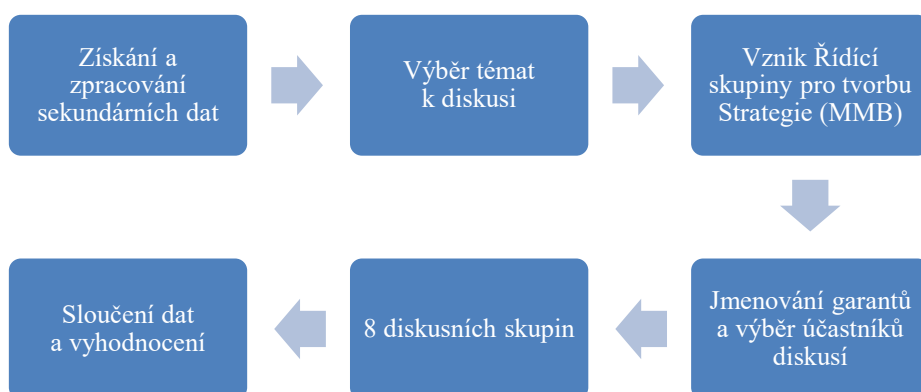 Získání a
zpracování
sekundárních dat
Výběr témat
k diskusi
Vznik Řídící
skupiny pro tvorbu
Strategie (MMB)
Jmenování garantů
a výběr účastníků
diskusí
8 diskusních skupin
Sloučení dat
a vyhodnocení